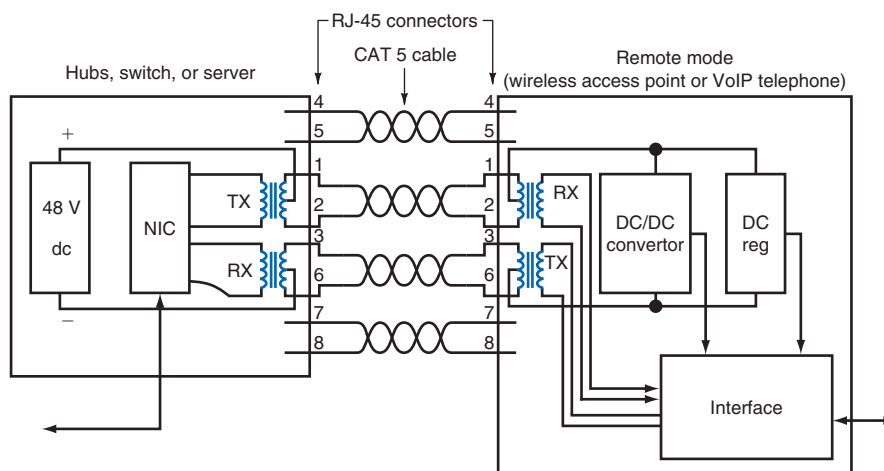 RJ-45 connectors
CAT 5 cable
Hubs, switch, or server
Remote mode
(wireless access point or VoIP telephone)
4
4
5
5
+
1
1
48 V
dc
NIC
TX
2
2
RX
DC/DC
convertor
DC
reg
3
3
RX
6
6
TX
−
7
7
8
8
Interface